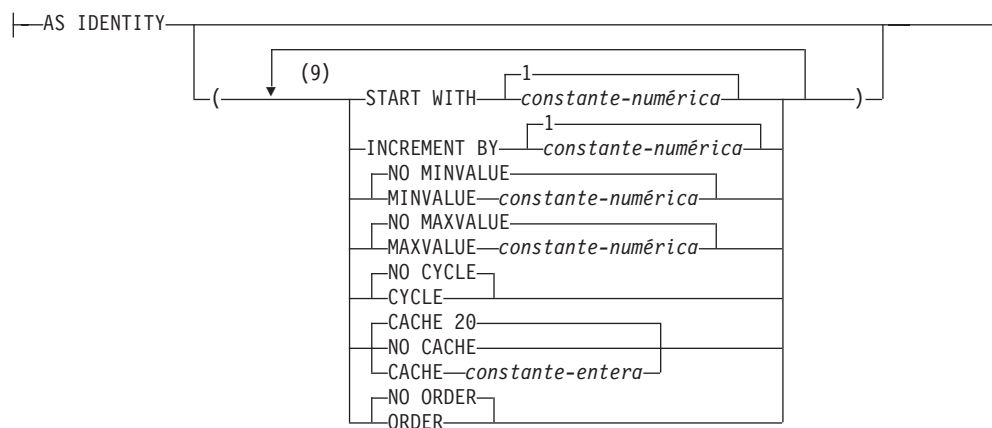 AS IDENTITY
(9)
1
( START WITH constante-numérica )
1
INCREMENT BY constante-numérica
NO MINVALUE
MINVALUE constante-numérica
NO MAXVALUE
MAXVALUE constante-numérica
NO CYCLE
CYCLE
CACHE 20
NO CACHE
CACHE constante-entera
NO ORDER
ORDER